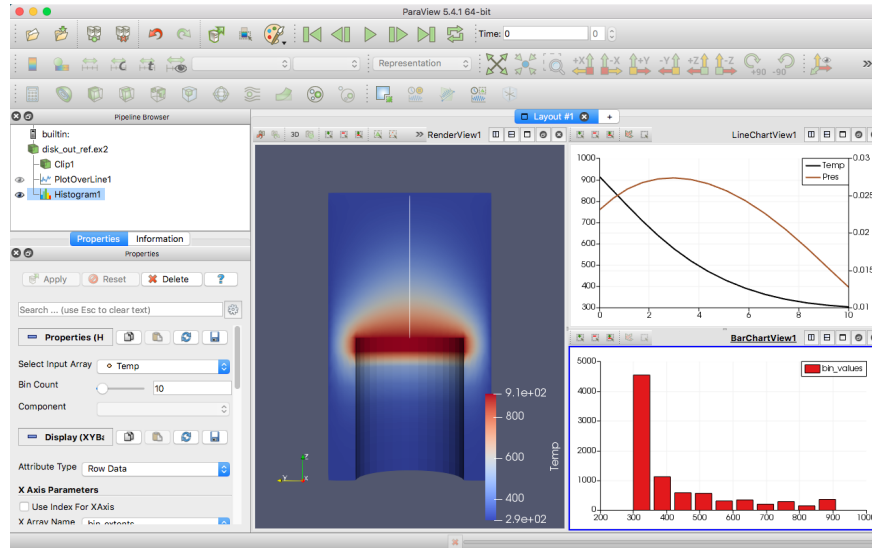 ParaView 5.4.1 64-bit
Time: 0 0
Representation
+X -X +Y -Y +Z -Z +90 -90 »
Pipeline Browser
builtin:
disk_out_ref.ex2
Clip1
PlotOverLine1
Histogram1
Properties Information
Properties
Apply Reset Delete ?
Search ... (use Esc to clear text)
Properties (H
Select Input Array Temp
Bin Count 10
Component
Display (XYBa
Attribute Type Row Data
X Axis Parameters
Use Index For XAxis
X Array Name bin_extents
Layout #1 +
3D » RenderView1
Z
Y X
9.1e+02
800
600
400
2.9e+02
Temp
LineChartView1
1000
900
800
700
600
500
400
300
0 2 4 6 8 10
0.03
0.025
0.02
0.015
0.01
Temp
Pres
BarChartView1
5000
4000
3000
2000
1000
0
200 300 400 500 600 700 800 900 1000
bin_values